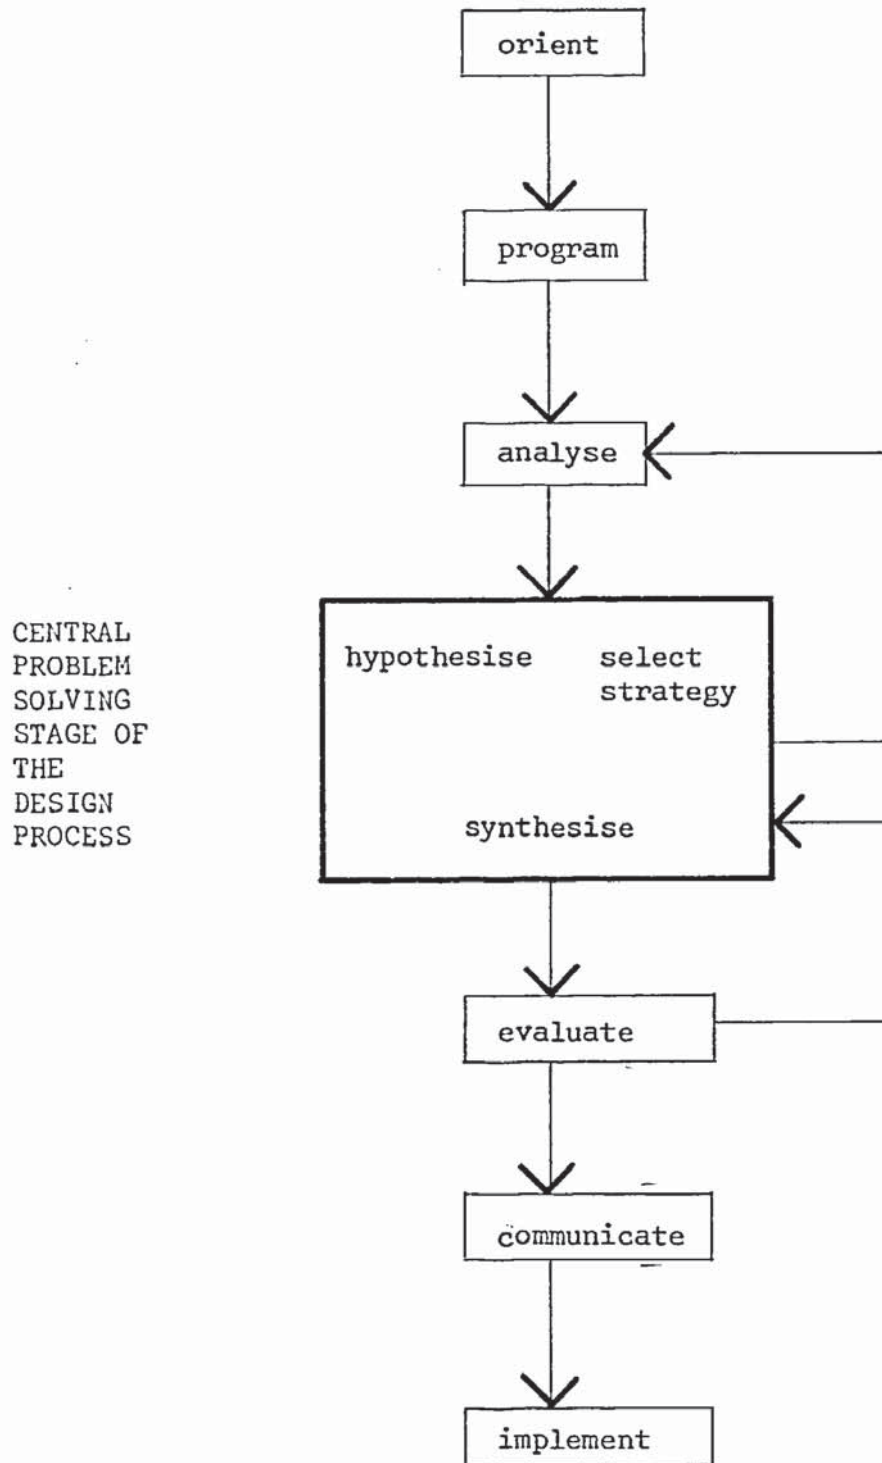 orient
program
analyse
CENTRAL
PROBLEM
SOLVING
STAGE OF
THE
DESIGN
PROCESS
hypothesise select
strategy
synthesise
evaluate
communicate
implement